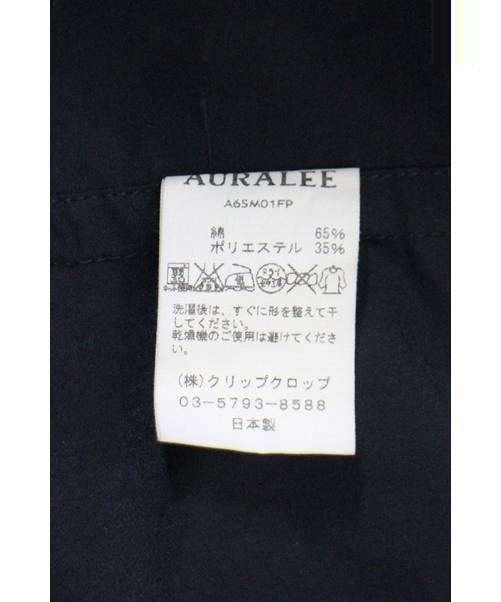 AURALEE
A6SM01FP
綿 65%
ポリエステル 35%
洗濯後は、すぐに形を整えて干
してください。
乾燥機のご使用は避けてくださ
い。
(株)クリップクロップ
03-5793-8588
日本製